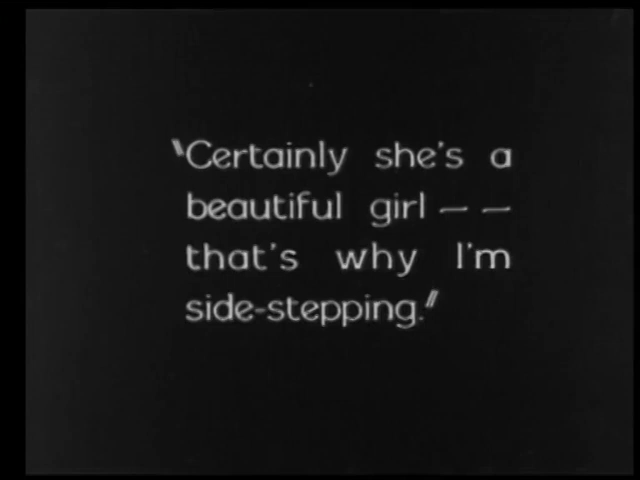 "Certainly she's a
beautiful girl — —
that's why I'm
side-stepping."